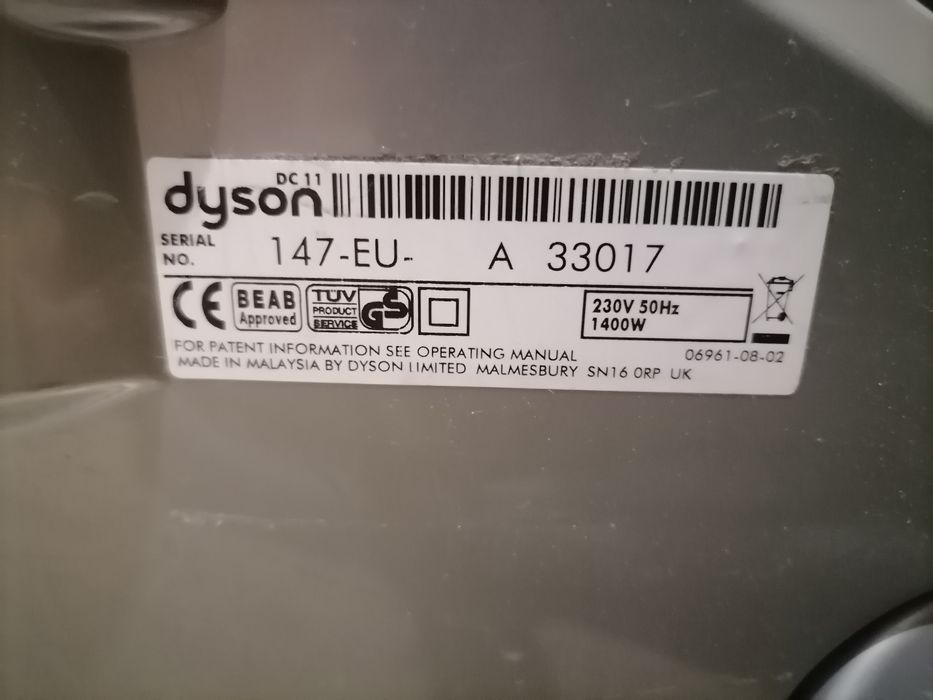 dyson DC 11
SERIAL NO. 147-EU- A 33017
CE BEAB Approved TÜV PRODUCT SERVICE GS 230V 50Hz 1400W
FOR PATENT INFORMATION SEE OPERATING MANUAL 06961-08-02
MADE IN MALAYSIA BY DYSON LIMITED MALMESBURY SN16 0RP UK